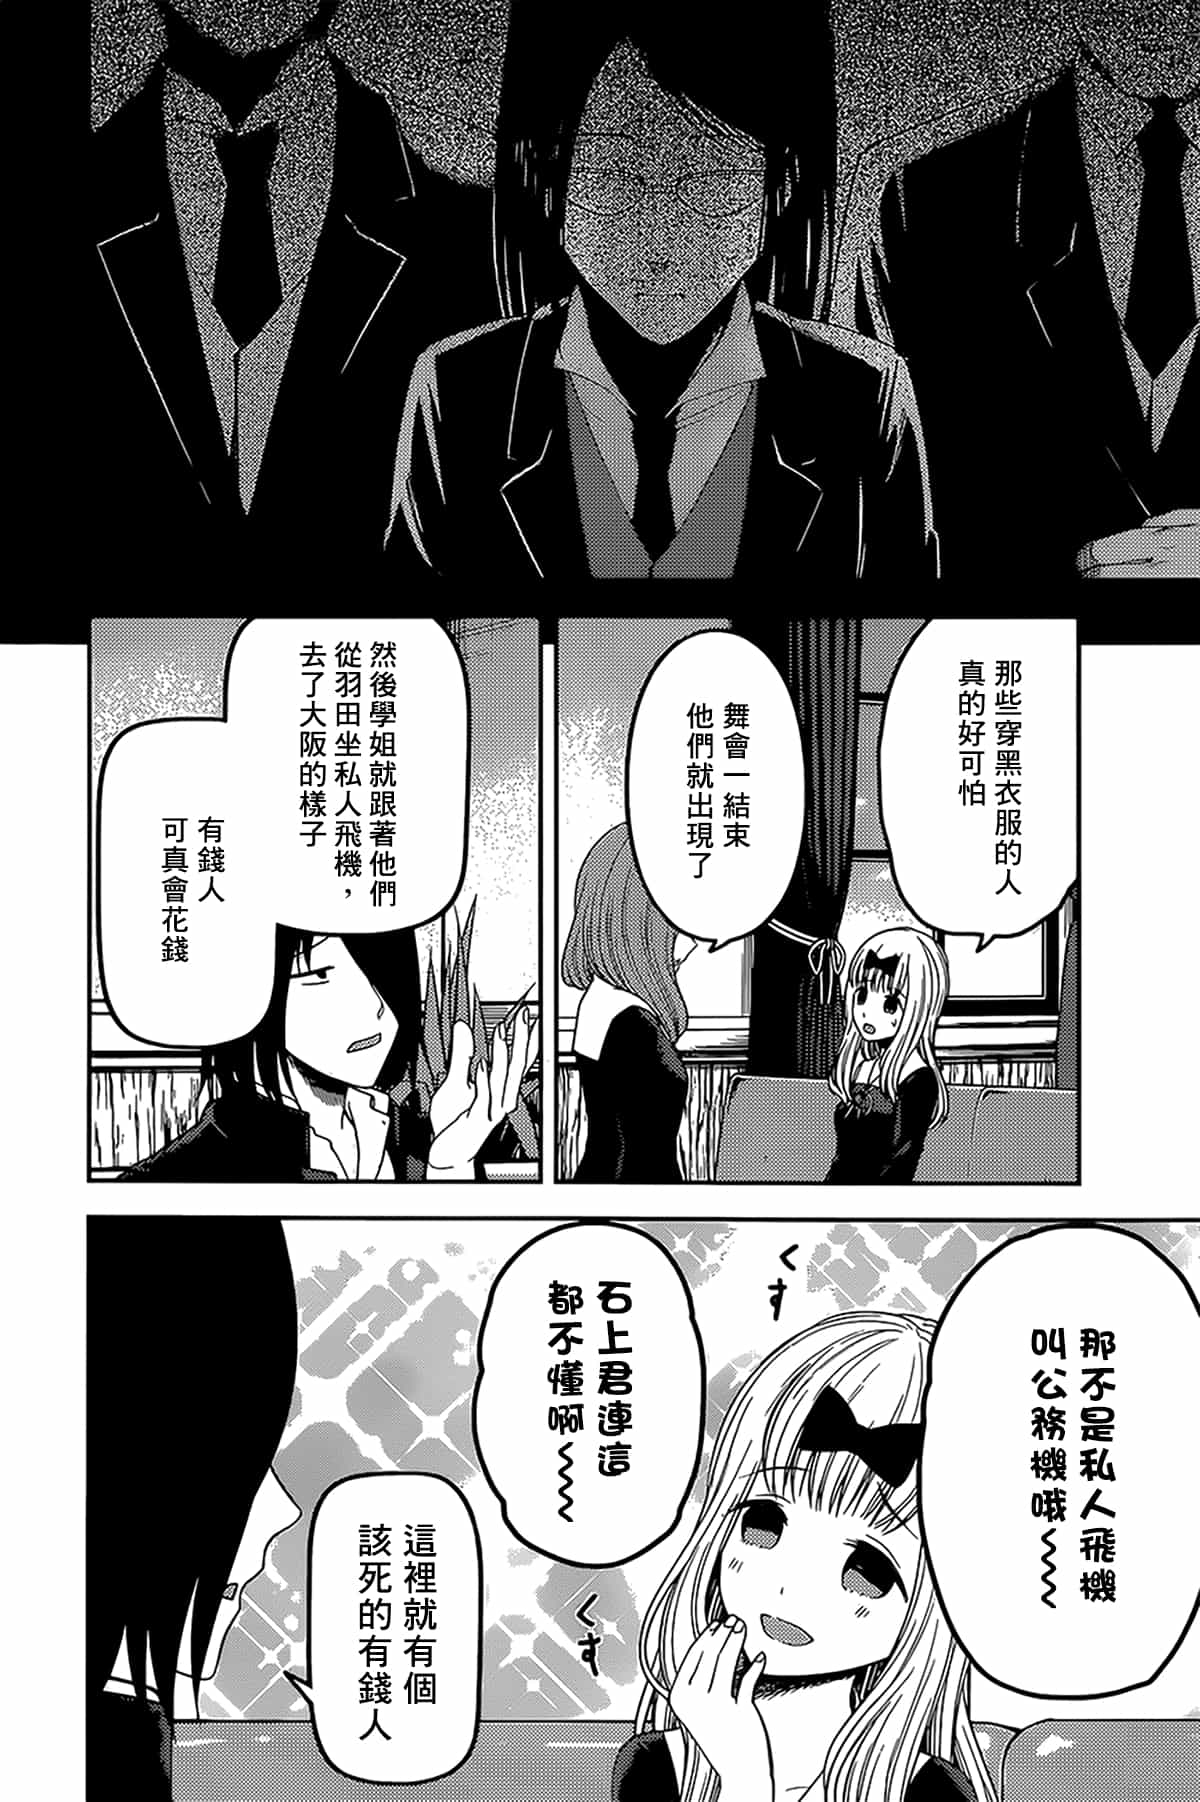 那些穿黑衣服的人
真的好可怕
舞會一結束
他們就出現了
然後學姐就跟著他們
從羽田坐私人飛機，
去了大阪的樣子
有錢人
可真會花錢
那不是私人飛機
叫公務機哦～
くす
石上君連這
都不懂啊～
くす
這裡就有個
該死的有錢人